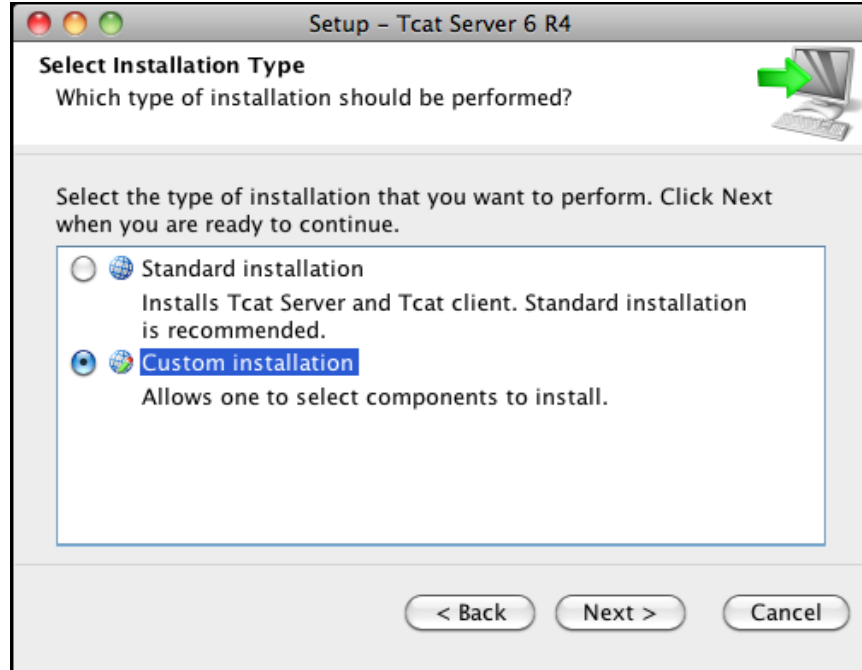 Setup – Tcat Server 6 R4
Select Installation Type
Which type of installation should be performed?
Select the type of installation that you want to perform. Click Next
when you are ready to continue.
Standard installation
Installs Tcat Server and Tcat client. Standard installation
is recommended.
Custom installation
Allows one to select components to install.
< Back Next > Cancel